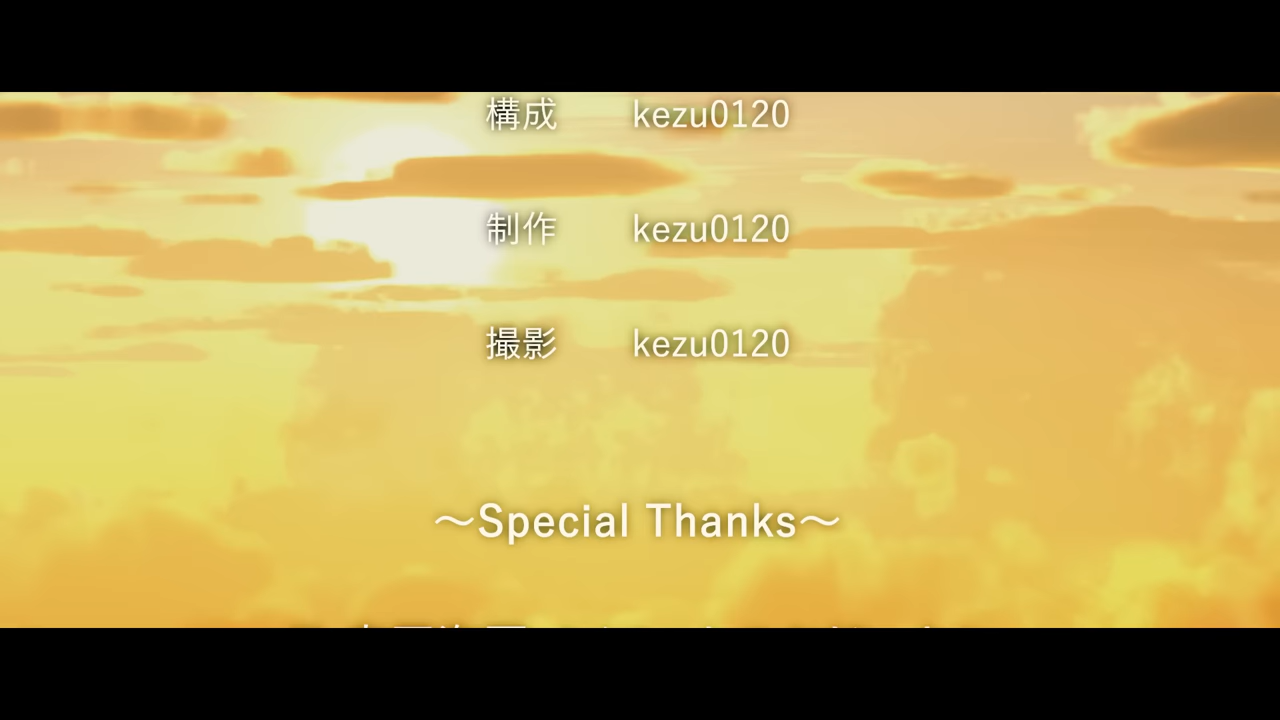 構成 kezu0120
制作 kezu0120
撮影 kezu0120
～Special Thanks～